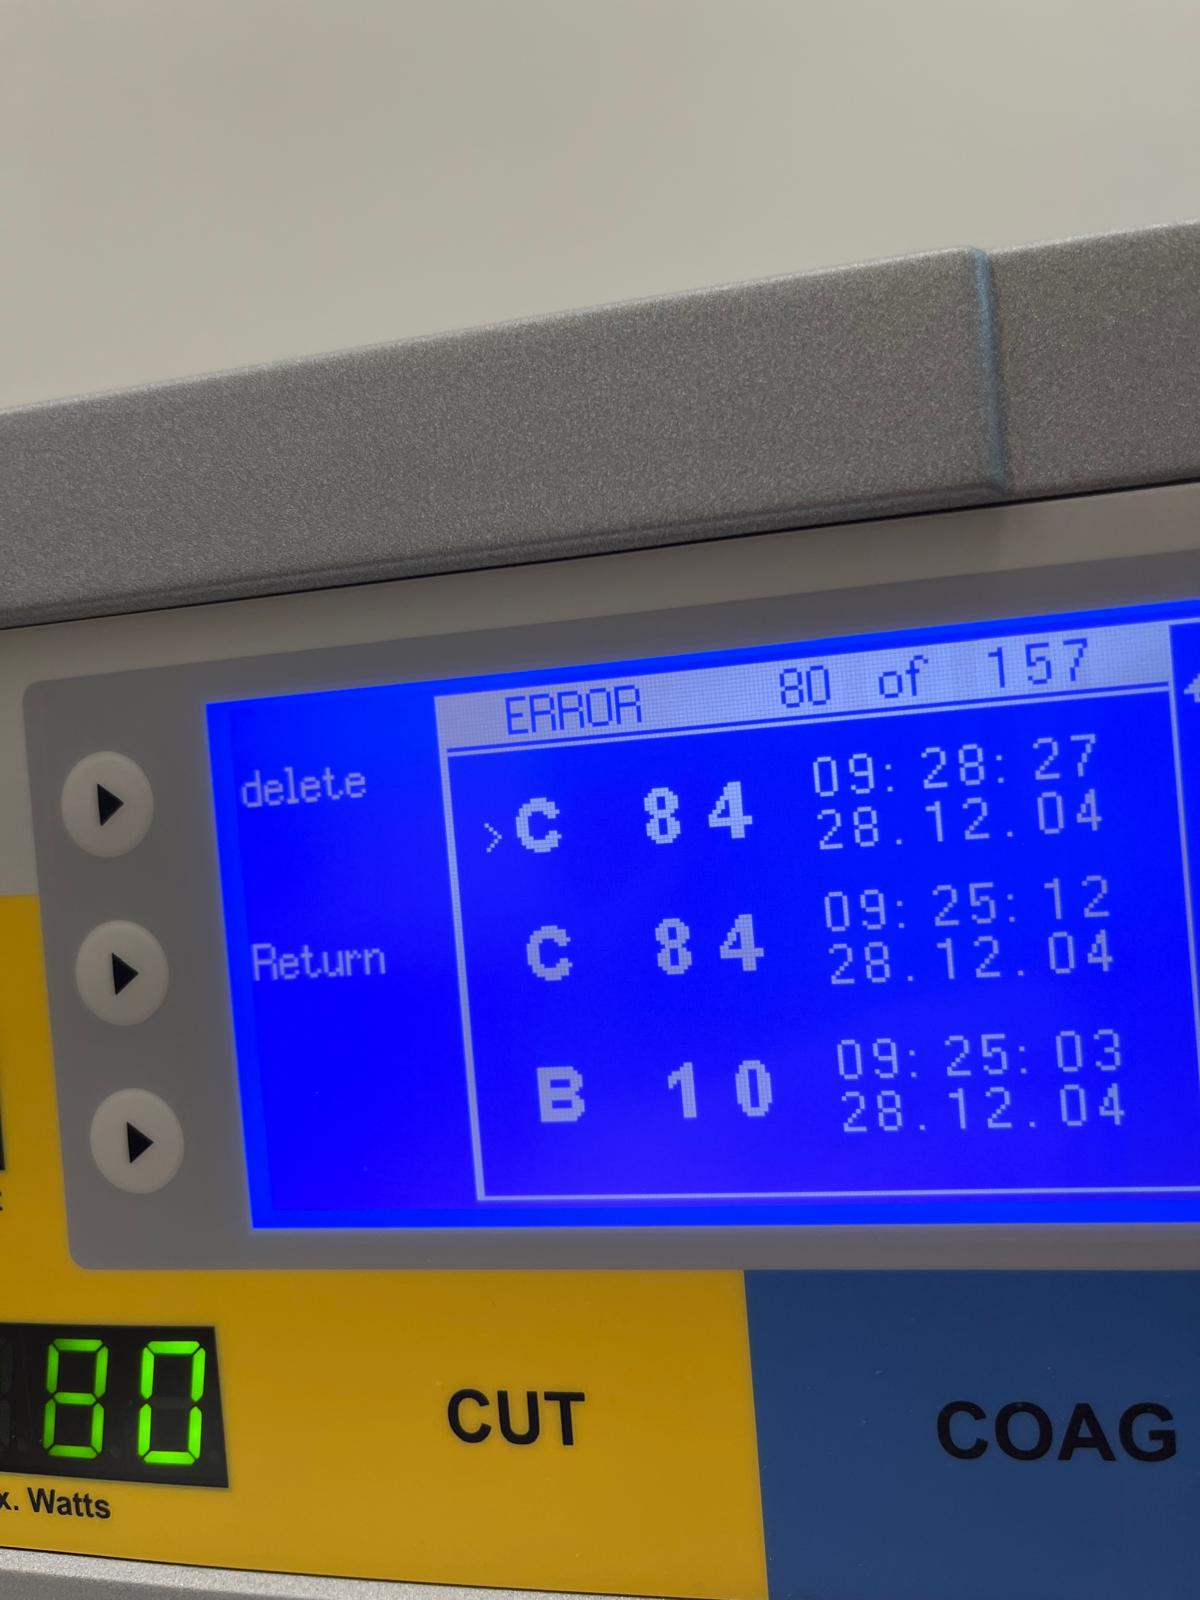 ERROR 80 of 157
delete
>C 84 09:28:27
28.12.04
C 84 09:25:12
28.12.04
Return
B 10 09:25:03
28.12.04
80
CUT
COAG
x. Watts